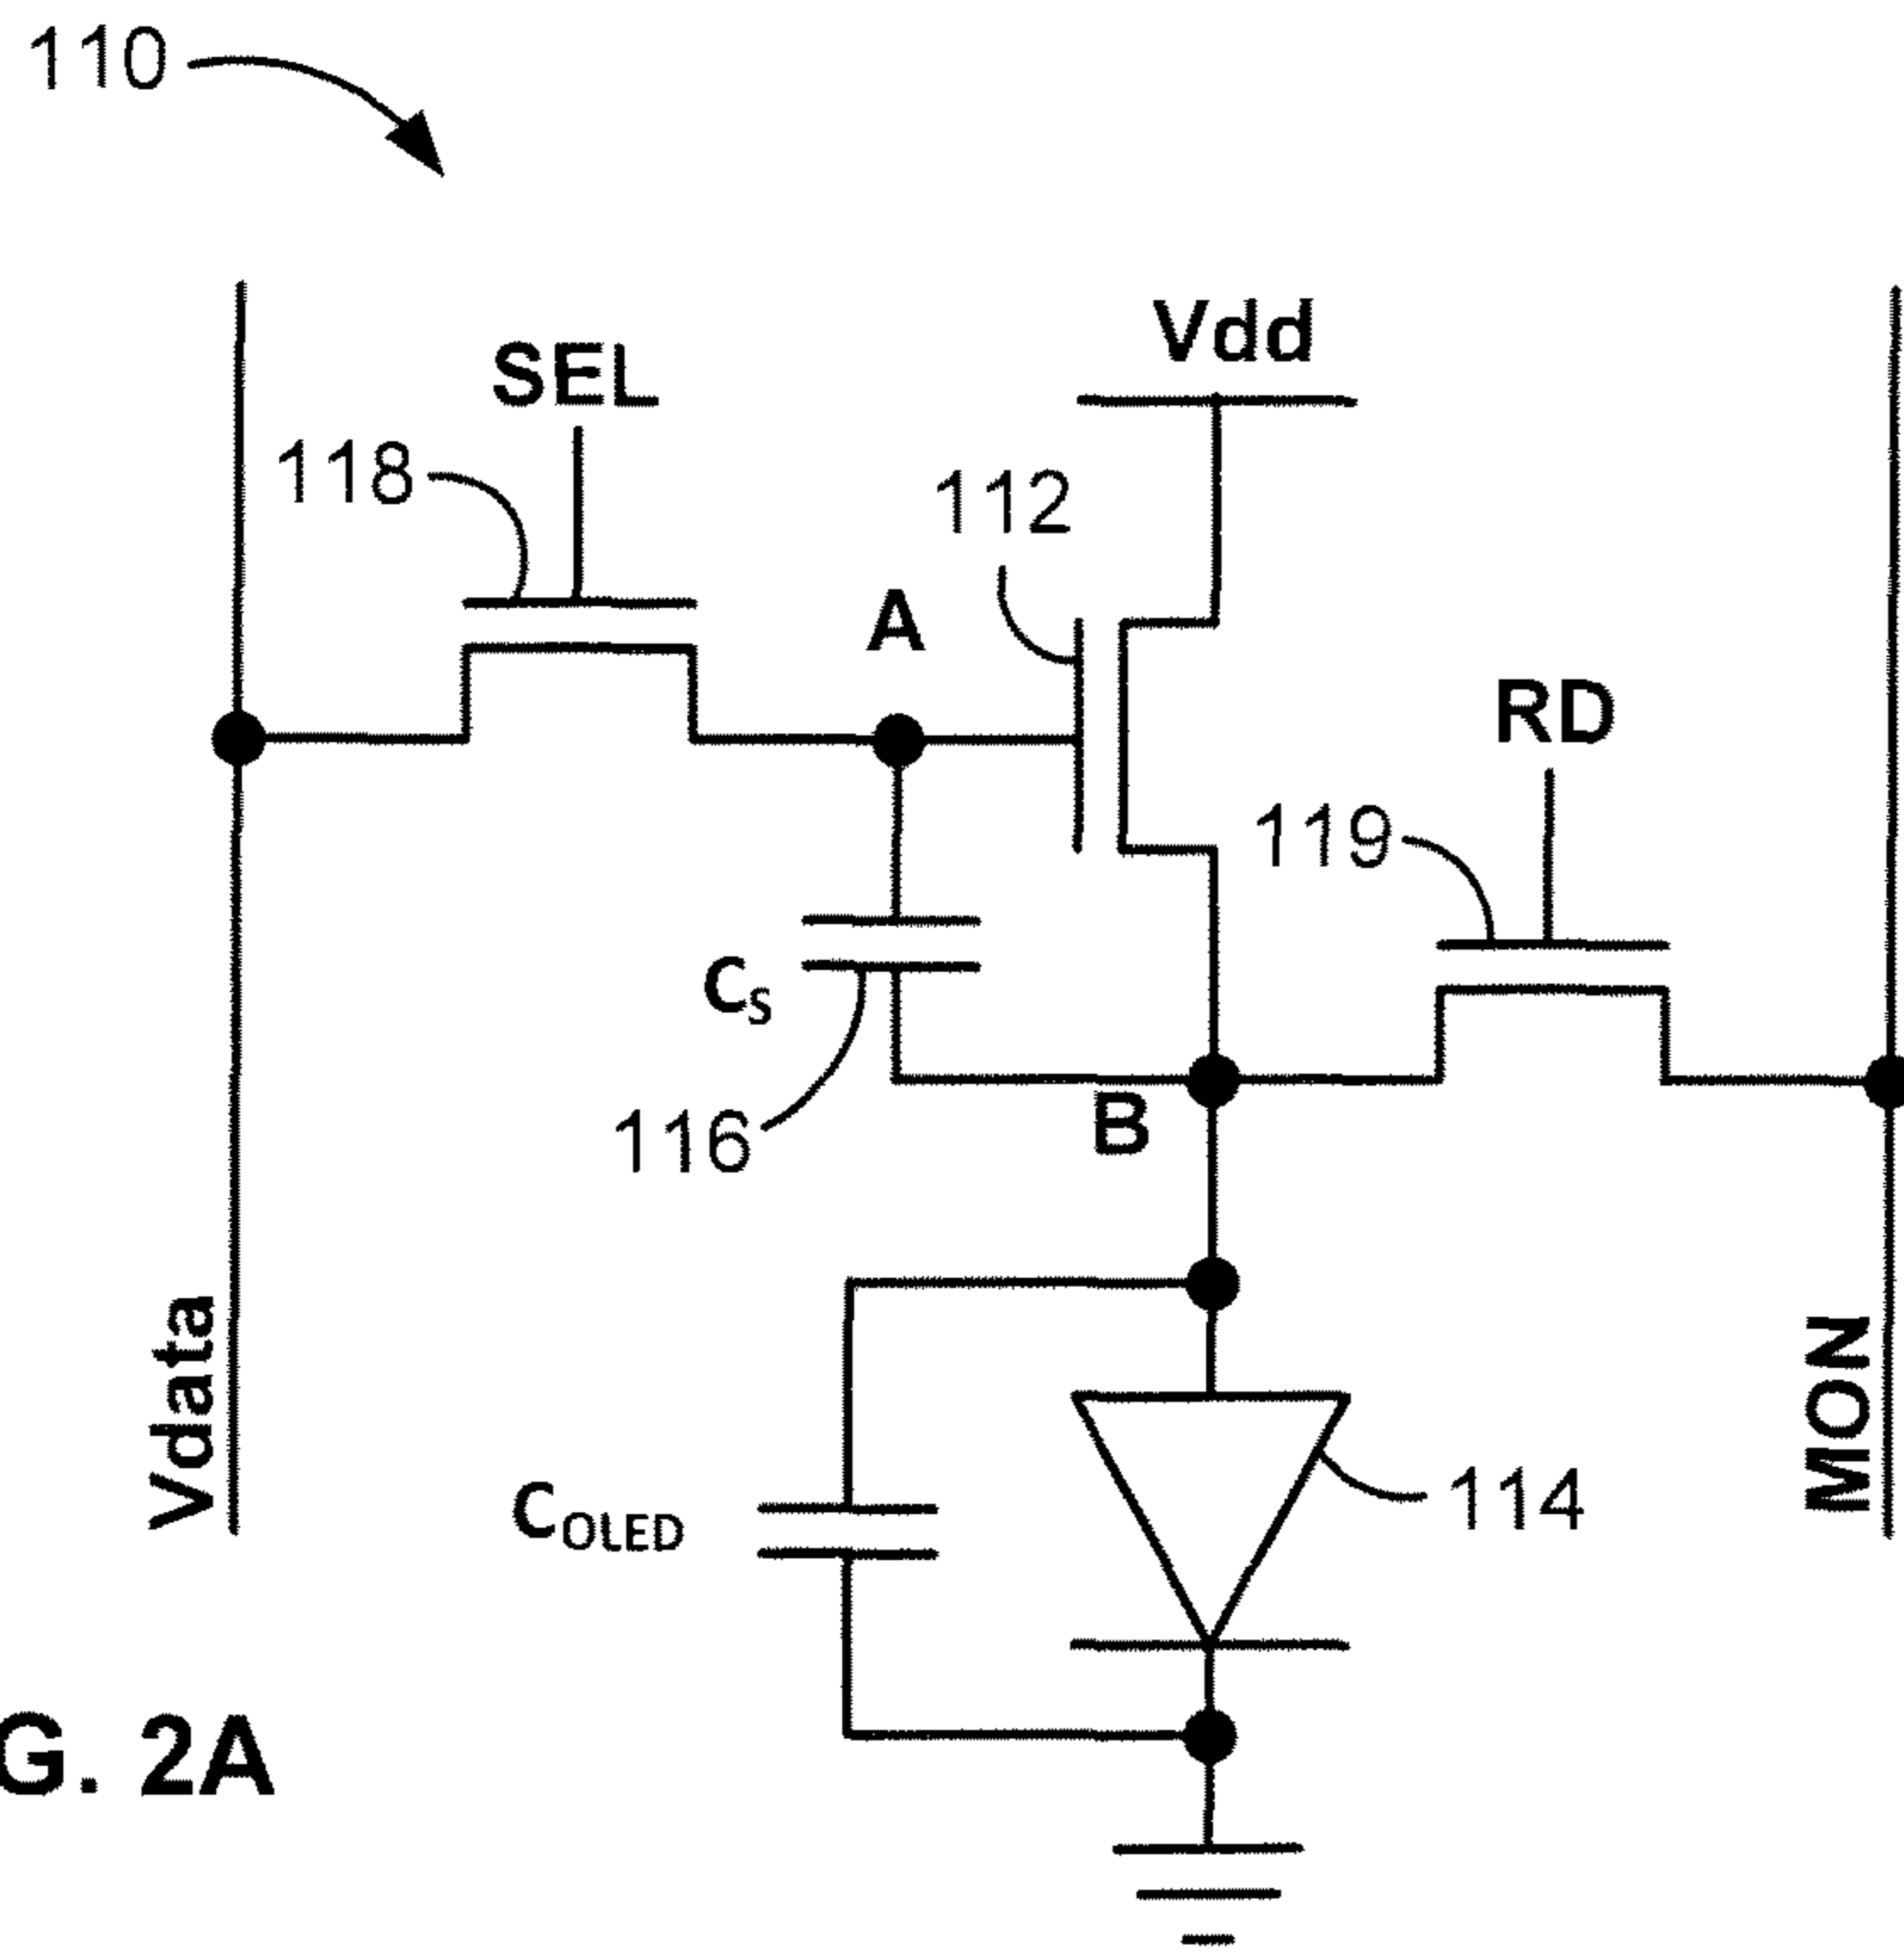 110
SEL
Vdd
118
112
A
RD
119
CS
B
116
Vdata
MON
COLED
114
G. 2A